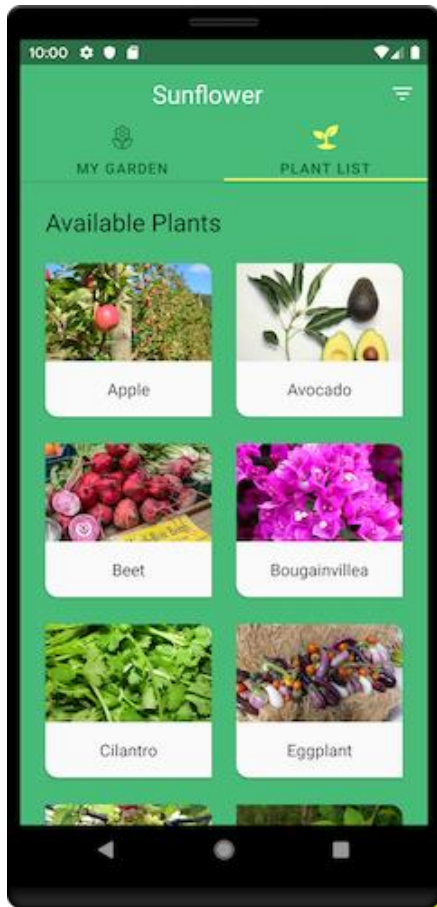 10:00
Sunflower
MY GARDEN PLANT LIST
Available Plants
Apple Avocado
Beet Bougainvillea
Cilantro Eggplant